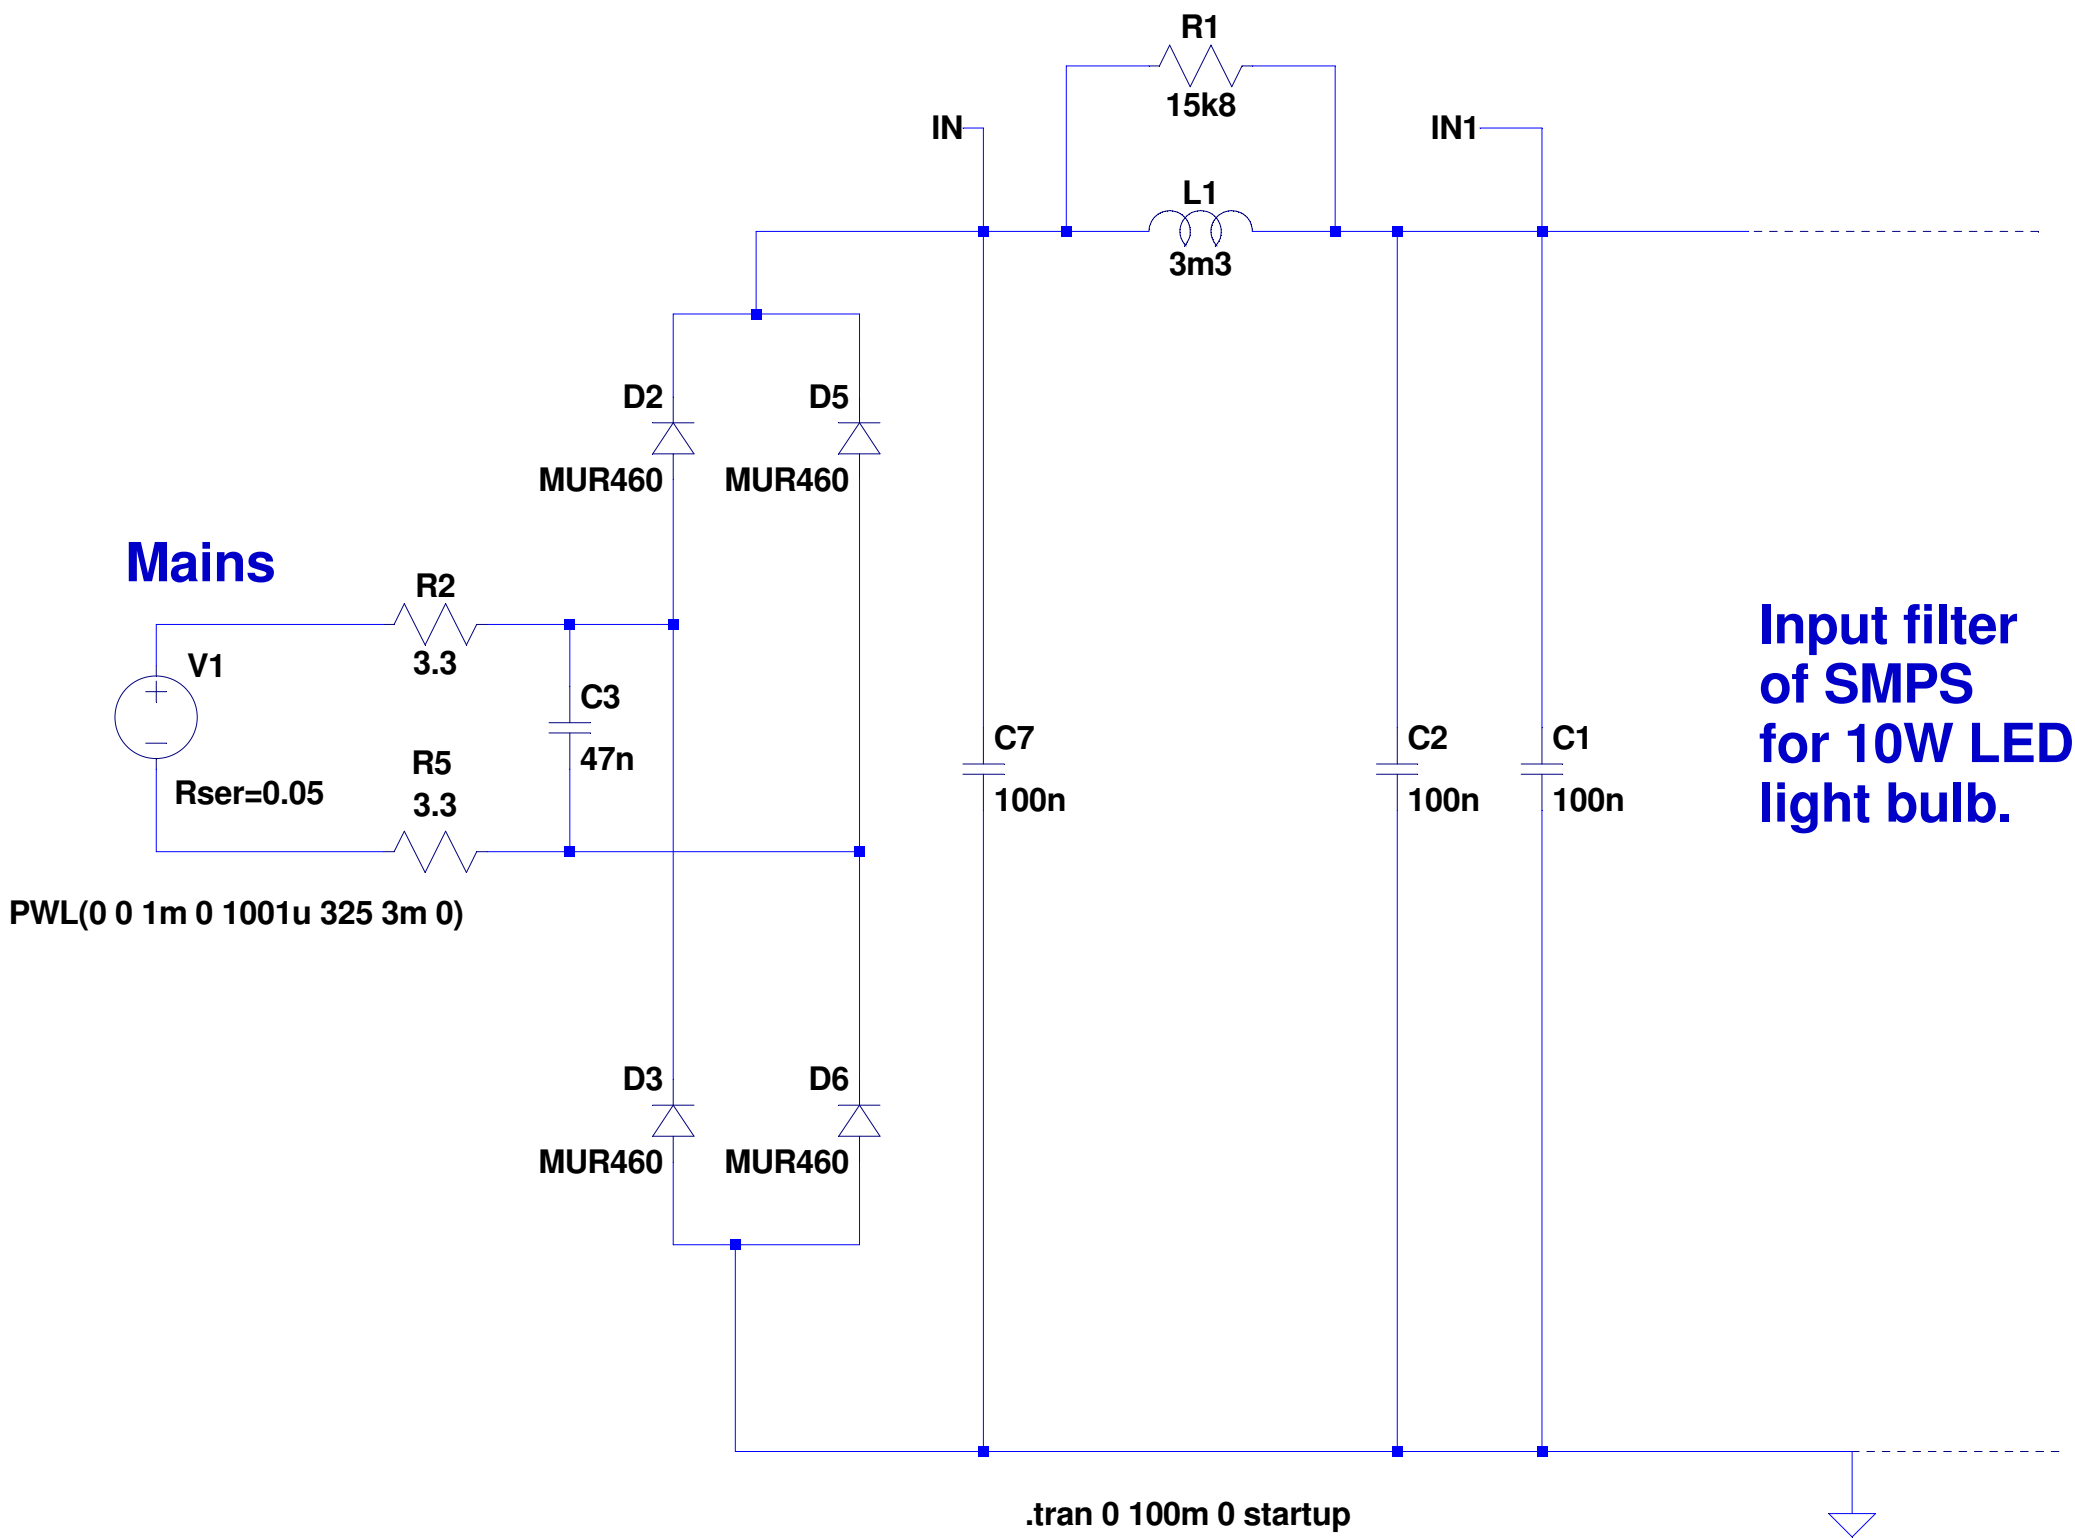 R1
15k8
IN
IN1
L1
3m3
D2
MUR460
D5
MUR460
Mains
R2
3.3
V1
Rser=0.05
C3
47n
R5
3.3
PWL(0 0 1m 0 1001u 325 3m 0)
C7
100n
C2
100n
C1
100n
Input filter
of SMPS
for 10W LED
light bulb.
D3
MUR460
D6
MUR460
.tran 0 100m 0 startup